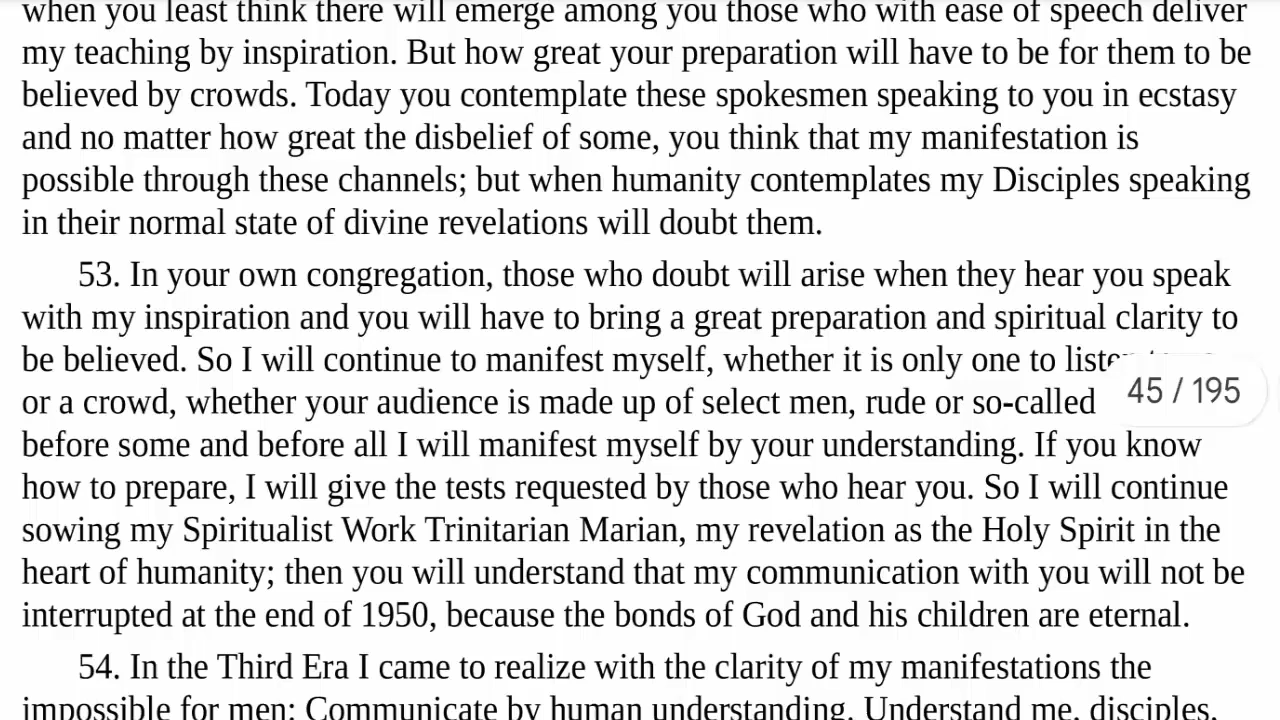 when you least think there will emerge among you those who with ease of speech deliver
my teaching by inspiration. But how great your preparation will have to be for them to be
believed by crowds. Today you contemplate these spokesmen speaking to you in ecstasy
and no matter how great the disbelief of some, you think that my manifestation is
possible through these channels; but when humanity contemplates my Disciples speaking
in their normal state of divine revelations will doubt them.
53. In your own congregation, those who doubt will arise when they hear you speak
with my inspiration and you will have to bring a great preparation and spiritual clarity to
be believed. So I will continue to manifest myself, whether it is only one to
or a crowd, whether your audience is made up of select men, rude or so-called
45 / 195
before some and before all I will manifest myself by your understanding. If you know
how to prepare, I will give the tests requested by those who hear you. So I will continue
sowing my Spiritualist Work Trinitarian Marian, my revelation as the Holy Spirit in the
heart of humanity; then you will understand that my communication with you will not be
interrupted at the end of 1950, because the bonds of God and his children are eternal.
54. In the Third Era I came to realize with the clarity of my manifestations the
impossible for men: Communicate by human understanding. Understand me, disciples,